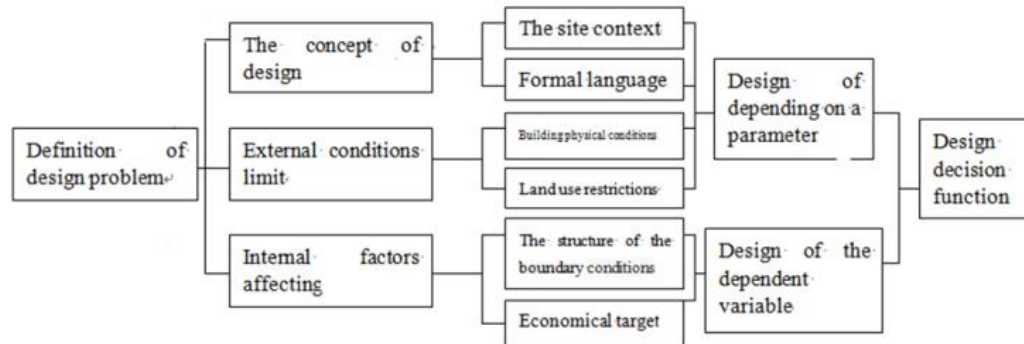 Definition of
design problem
The concept of
design
External conditions
limit
Internal factors
affecting
The site context
Formal language
Building physical conditions
Land use restrictions
The structure of the
boundary conditions
Economical target
Design of
depending on a
parameter
Design of the
dependent
variable
Design
decision
function